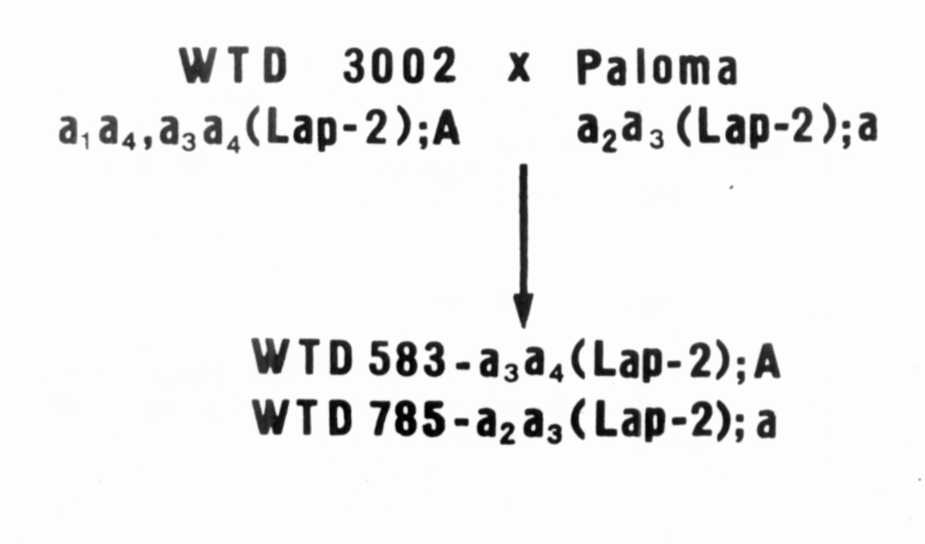 WTD 3002 x Paloma
a₁a₄,a₃a₄(Lap-2);A a₂a₃(Lap-2);a
WTD 583-a₃a₄(Lap-2);A
WTD 785-a₂a₃(Lap-2);a